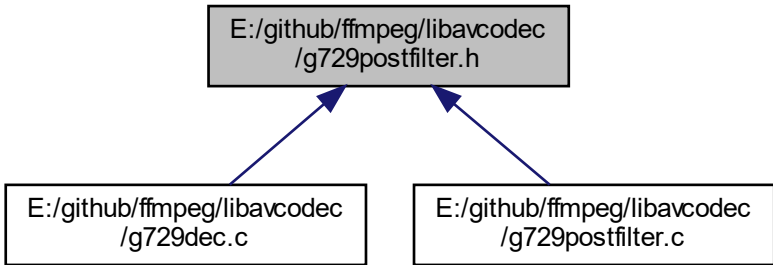 E:/github/ffmpeg/libavcodec
/g729postfilter.h
E:/github/ffmpeg/libavcodec
/g729dec.c
E:/github/ffmpeg/libavcodec
/g729postfilter.c